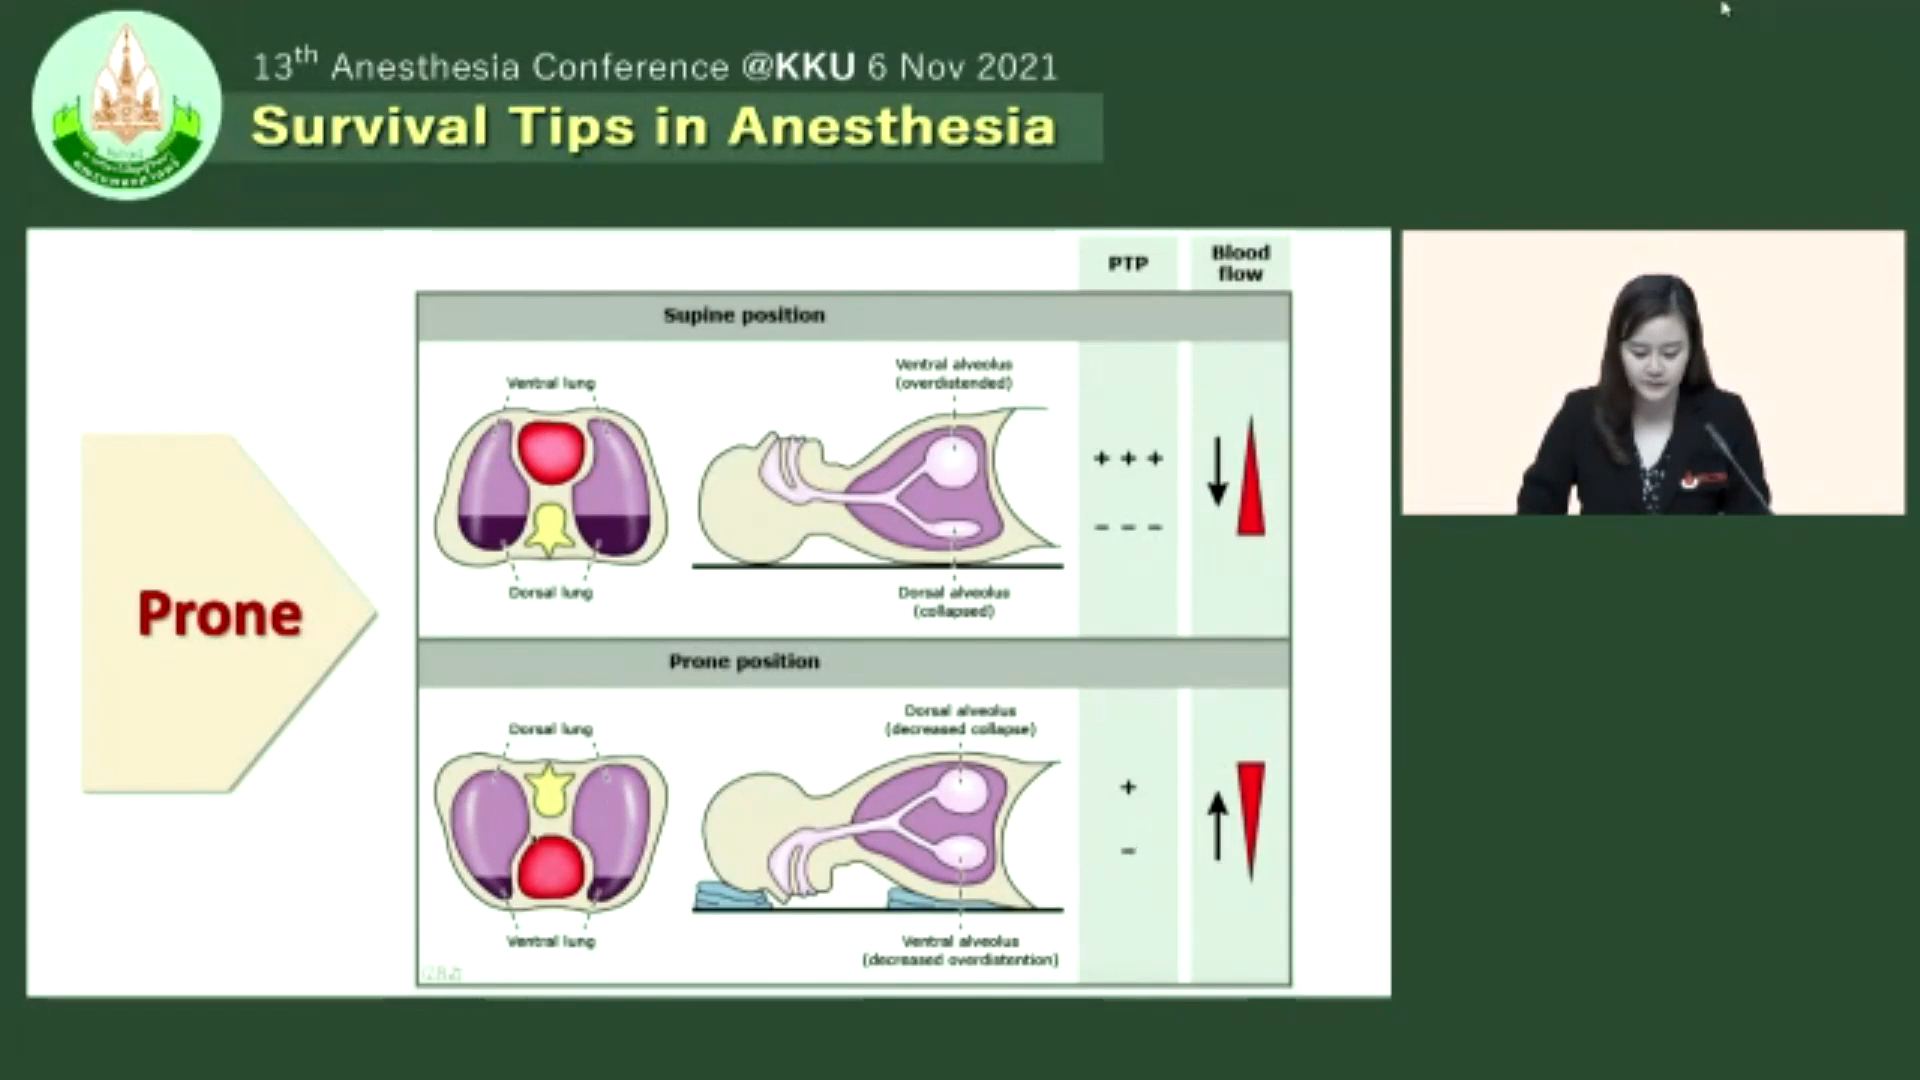 13th Anesthesia Conference @KKU 6 Nov 2021
Survival Tips in Anesthesia
PTP
Blood
flow
Supine position
Ventral lung
Ventral alveolus
(overdistended)
+ + +
- - -
Dorsal lung
Dorsal alveolus
(collapsed)
Prone
Prone position
Dorsal lung
Dorsal alveolus
(decreased collapse)
+
-
Ventral lung
Ventral alveolus
(decreased overdistention)